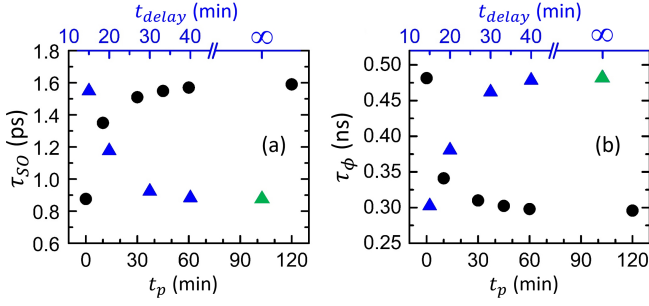 t_delay (min)
10 20 30 40 ∞
1.8
1.6
1.4
1.2
1.0
0.8
0.6
τ_SO (ps)
(a)
0 30 60 90 120
t_p (min)
t_delay (min)
10 20 30 40 ∞
0.50
0.45
0.40
0.35
0.30
0.25
τ_ϕ (ns)
(b)
0 30 60 90 120
t_p (min)